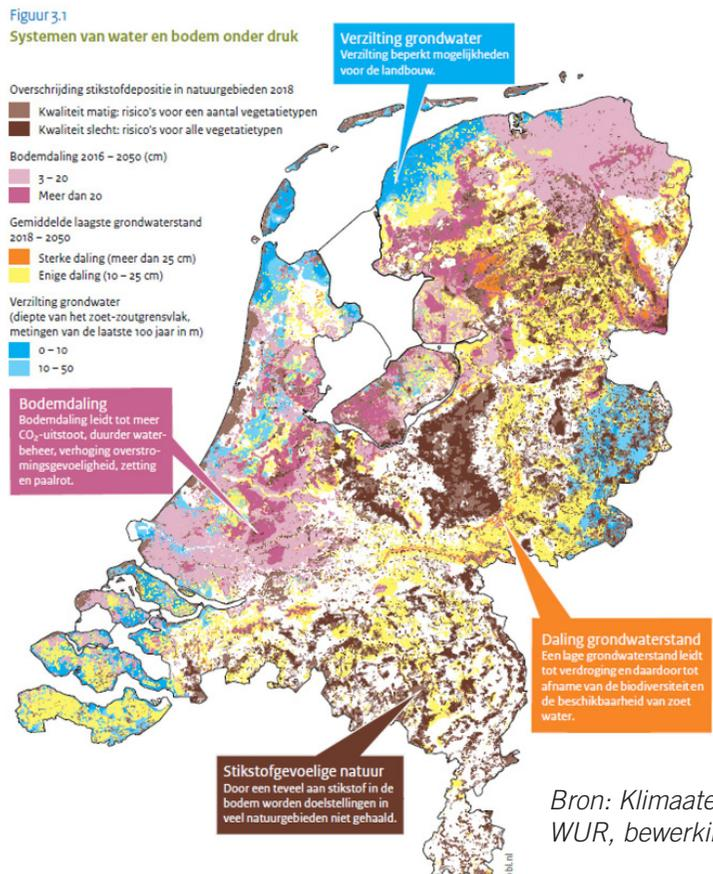 Figuur 3.1
Systemen van water en bodem onder druk
Overschrijding stikstofdepositie in natuurgebieden 2018
Kwaliteit matig: risico's voor een aantal vegetatietypen
Kwaliteit slecht: risico's voor alle vegetatietypen
Bodemdaling 2016 – 2050 (cm)
3 – 20
Meer dan 20
Gemiddelde laagste grondwaterstand
2018 – 2050
Sterke daling (meer dan 25 cm)
Enige daling (10 – 25 cm)
Verzilting grondwater
(diepte van het zoet-zoutgrensvlak,
metingen van de laatste 100 jaar in m)
0 – 10
10 – 50
Verzilting grondwater
Verzilting beperkt mogelijkheden
voor de landbouw.
Bodemdaling
Bodemdaling leidt tot meer
CO₂-uitstoot, duurder water-
beheer, verhoging overstro-
mingsgevoeligheid, zetting
en paalrot.
Daling grondwaterstand
Een lage grondwaterstand leidt
tot verdroging en daardoor tot
afname van de biodiversiteit en
de beschikbaarheid van zoet
water.
Stikstofgevoelige natuur
Door een teveel aan stikstof in de
bodem worden doelstellingen in
veel natuurgebieden niet gehaald.
Bron: Klimaate
WUR, bewerki
bl.nl